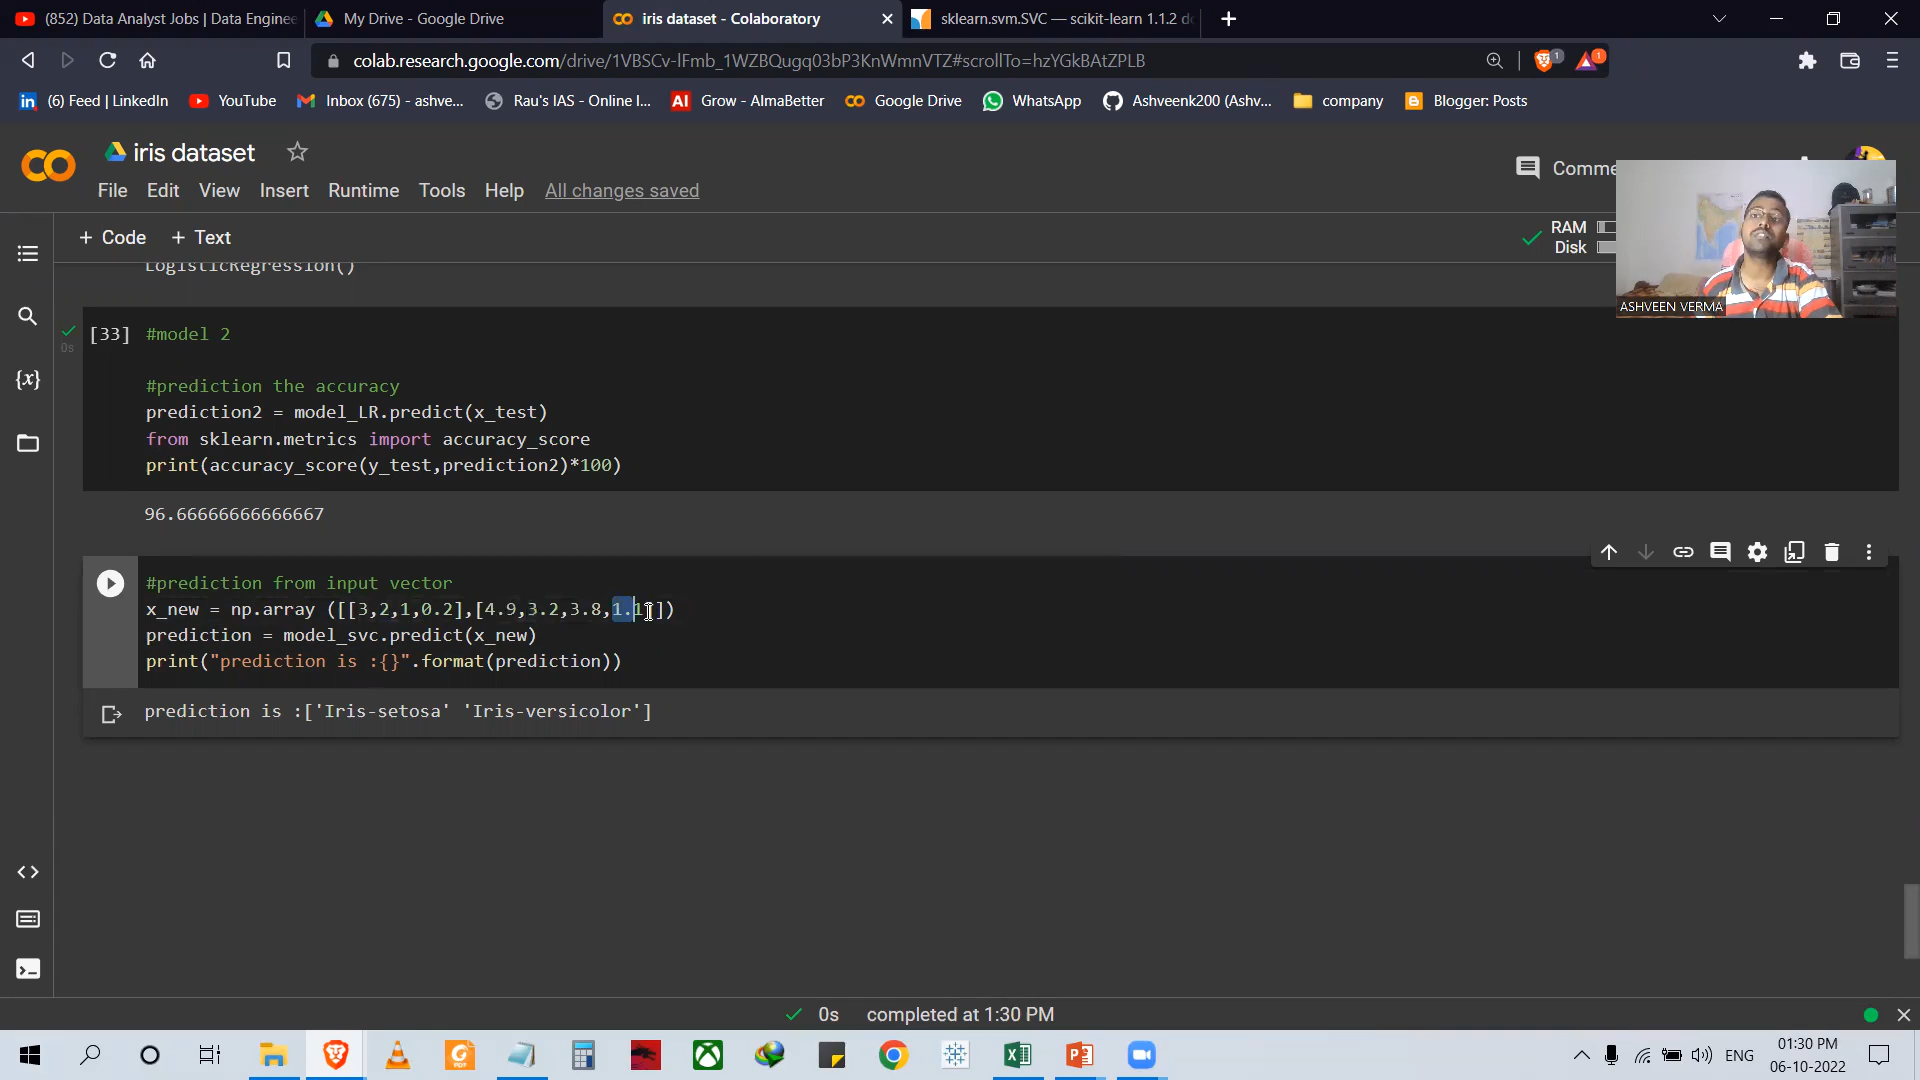 (852) Data Analyst Jobs | Data Enginee
My Drive - Google Drive
iris dataset - Colaboratory
sklearn.svm.SVC — scikit-learn 1.1.2 d
colab.research.google.com/drive/1VBSCv-lFmb_1WZBQugq03bP3KnWmnVTZ#scrollTo=hzYGkBAtZPLB
1
1
in (6) Feed | LinkedIn
YouTube
Inbox (675) - ashve...
Rau's IAS - Online I...
AI Grow - AlmaBetter
Google Drive
WhatsApp
Ashveenk200 (Ashv...
company
Blogger: Posts
iris dataset
File Edit View Insert Runtime Tools Help All changes saved
Comme
+ Code + Text
RAM
Disk
ASHVEEN VERMA
LogisticRegression()
[33] #model 2
0s
#prediction the accuracy
prediction2 = model_LR.predict(x_test)
from sklearn.metrics import accuracy_score
print(accuracy_score(y_test,prediction2)*100)
96.66666666666667
#prediction from input vector
x_new = np.array ([[3,2,1,0.2],[4.9,3.2,3.8,1.1]])
prediction = model_svc.predict(x_new)
print("prediction is :{}".format(prediction))
prediction is :['Iris-setosa' 'Iris-versicolor']
{x}
0s completed at 1:30 PM
PDF
ENG
01:30 PM
06-10-2022